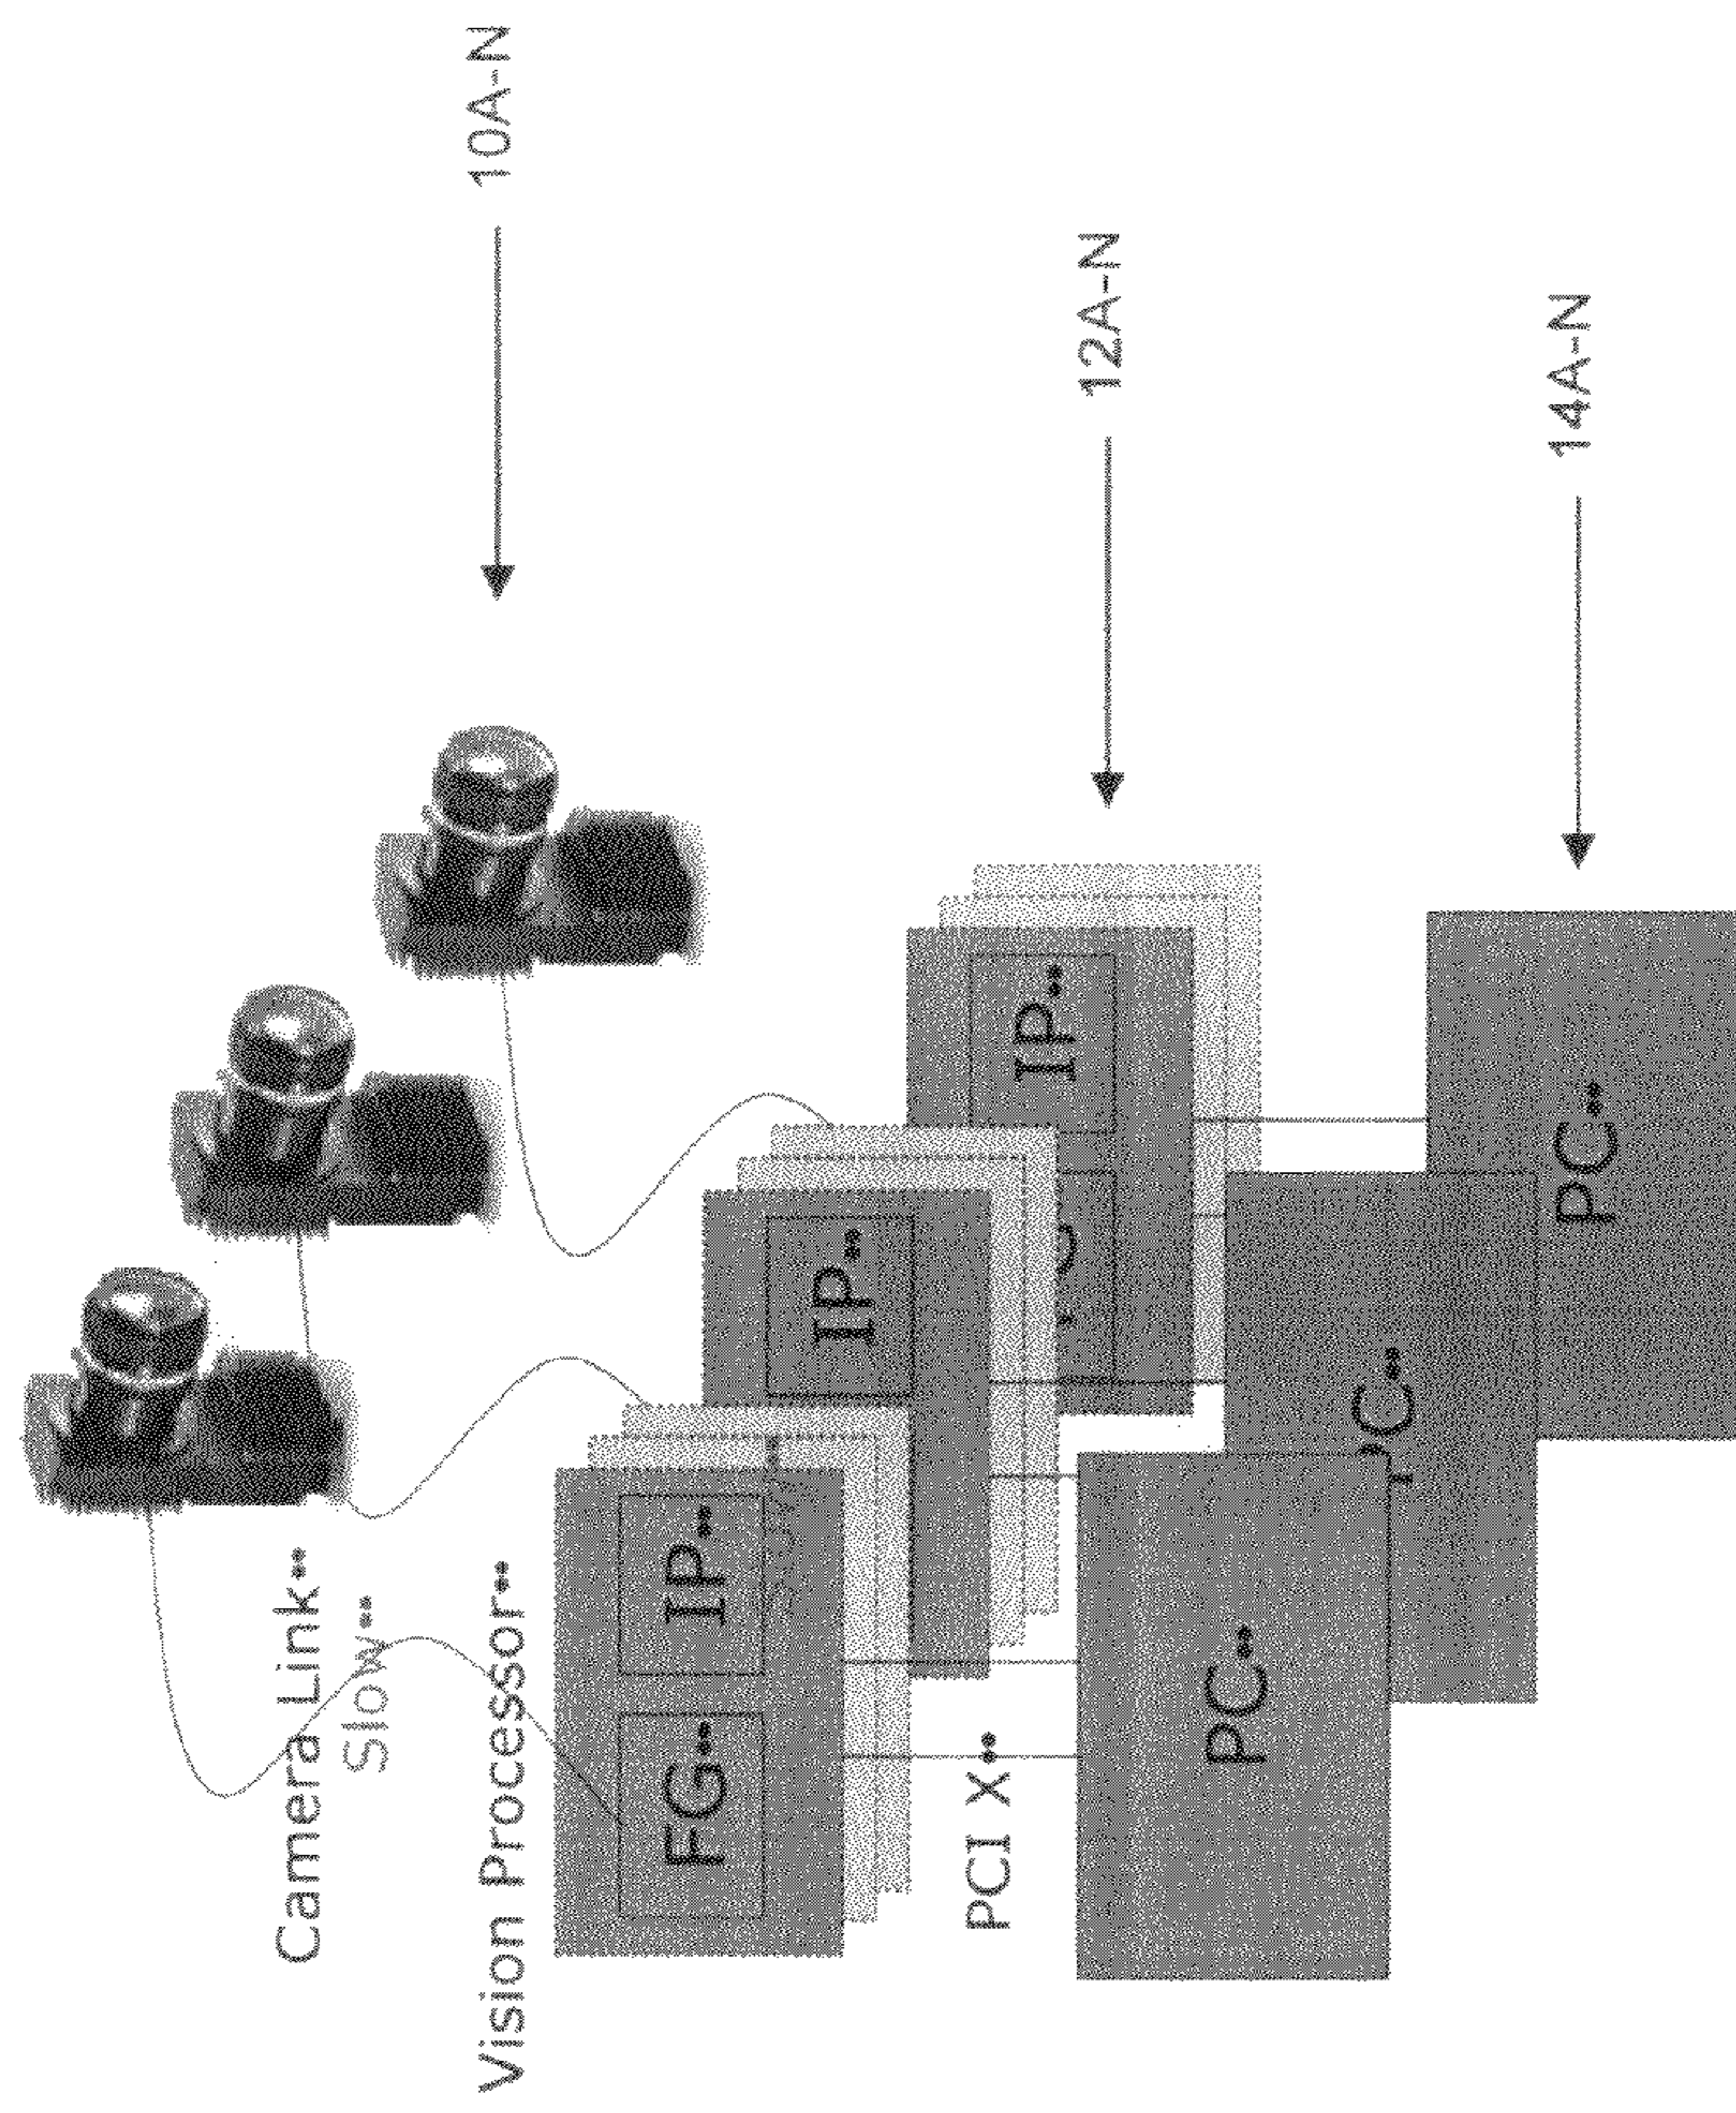 10A-N
Camera Link
Slow
Vision Processor
12A-N
IP
IP
FG
IP
PCI X
14A-N
PC
PC
PC